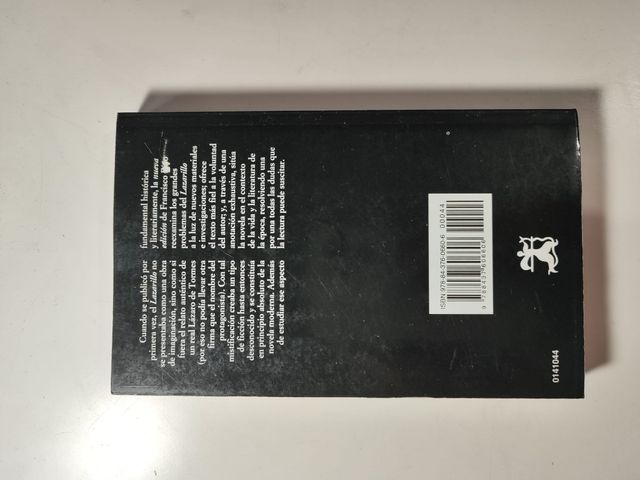 Cuando se publicó por
primera vez, el Lazarillo no
se presentaba como una obra
de imaginación, sino como si
fuera el relato auténtico de
un real Lázaro de Tormes
(por eso no podía llevar otra
firma que el nombre del
protagonista). Con tal
mistificación creaba un tipo
de ficción hasta entonces
desconocido y se constituía
en principio absoluto de la
novela moderna. Además
de estudiar ese aspecto
fundamental histórica
y literariamente, la nueva
edición de Francisco
reexamina los grandes
problemas del Lazarillo
a la luz de nuevos materiales
e investigaciones; ofrece
el texto más fiel a la voluntad
del autor; y, a través de una
anotación exhaustiva, sitúa
la novela en el contexto
de la vida y la literatura de
la época, resolviendo una
por una todas las dudas que
la lectura puede suscitar.
ISBN 978-84-376-0660-6
00044
9 788437 606606
0141044